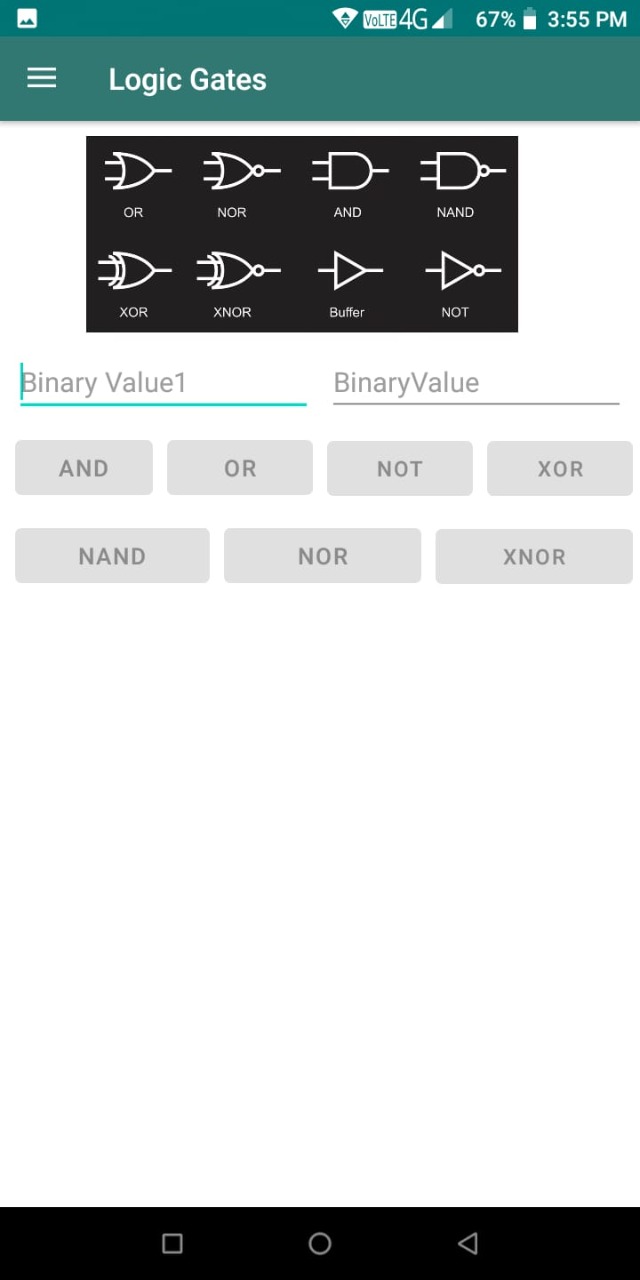 VoLTE 4G 67% 3:55 PM
Logic Gates
OR NOR AND NAND
XOR XNOR Buffer NOT
Binary Value1 BinaryValue
AND OR NOT XOR
NAND NOR XNOR